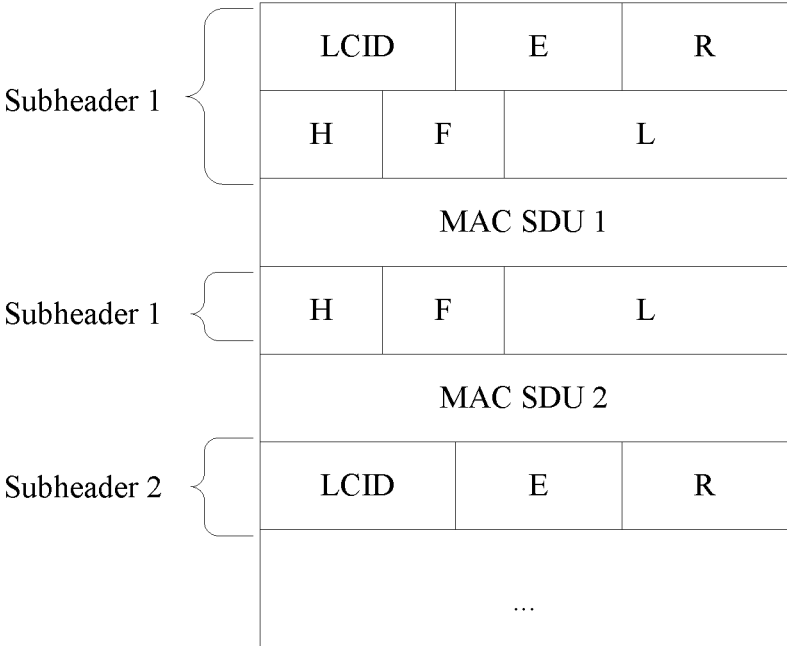 LCID E R
Subheader 1
H F L
MAC SDU 1
Subheader 1 H F L
MAC SDU 2
Subheader 2 LCID E R
...